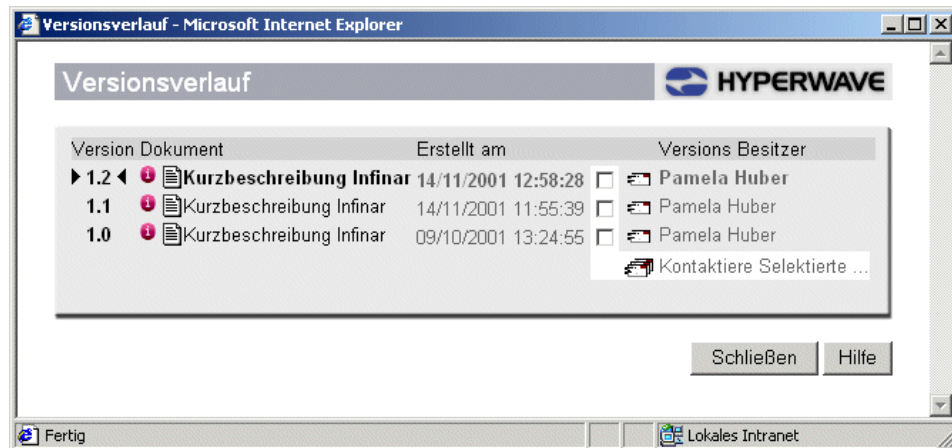 Versionsverlauf - Microsoft Internet Explorer
Versionsverlauf HYPERWAVE
Version Dokument Erstellt am Versions Besitzer
1.2 Kurzbeschreibung Infinar 14/11/2001 12:58:28 Pamela Huber
1.1 Kurzbeschreibung Infinar 14/11/2001 11:55:39 Pamela Huber
1.0 Kurzbeschreibung Infinar 09/10/2001 13:24:55 Pamela Huber
Kontaktiere Selektierte ...
Schließen Hilfe
Fertig Lokales Intranet